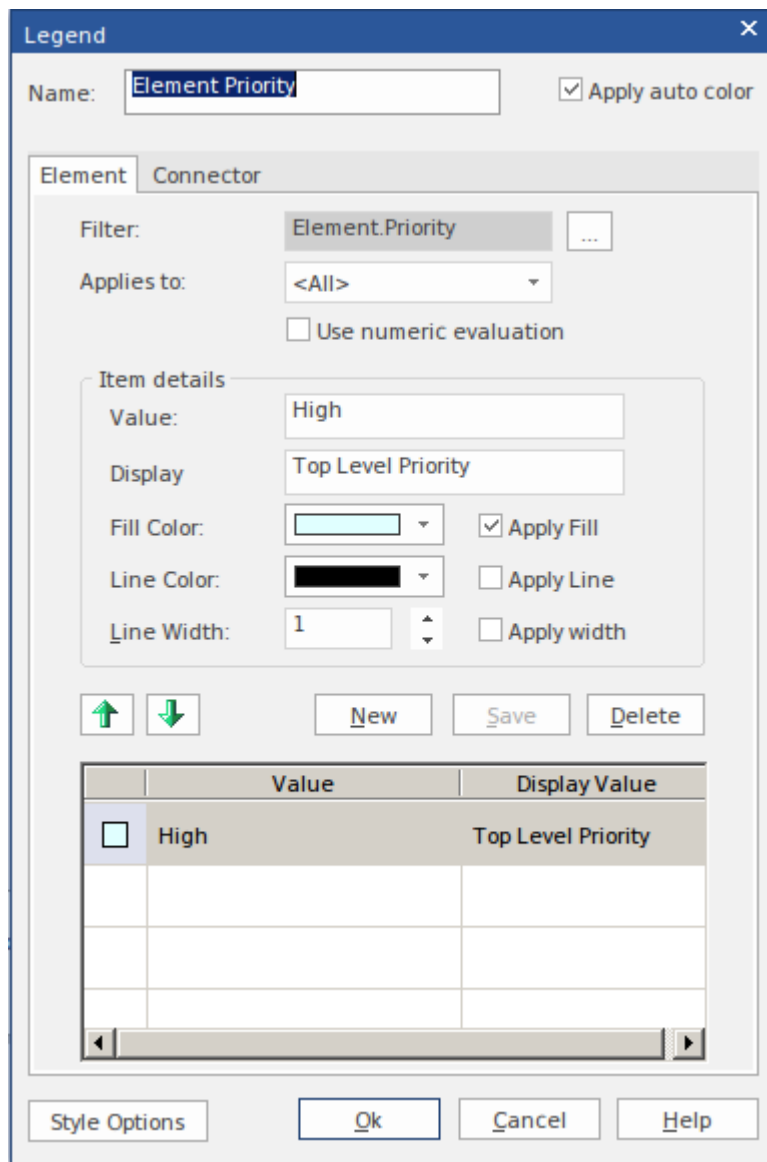 Legend
Name: Element Priority Apply auto color
Element Connector
Filter: Element.Priority ...
Applies to: <All>
Use numeric evaluation
Item details
Value: High
Display Top Level Priority
Fill Color: Apply Fill
Line Color: Apply Line
Line Width: 1 Apply width
New Save Delete
Value Display Value
High Top Level Priority
Style Options Ok Cancel Help